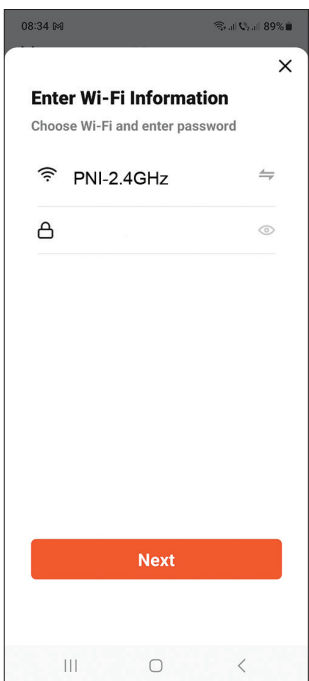 08:34 89%
Enter Wi-Fi Information
Choose Wi-Fi and enter password
PNI-2.4GHz
Next